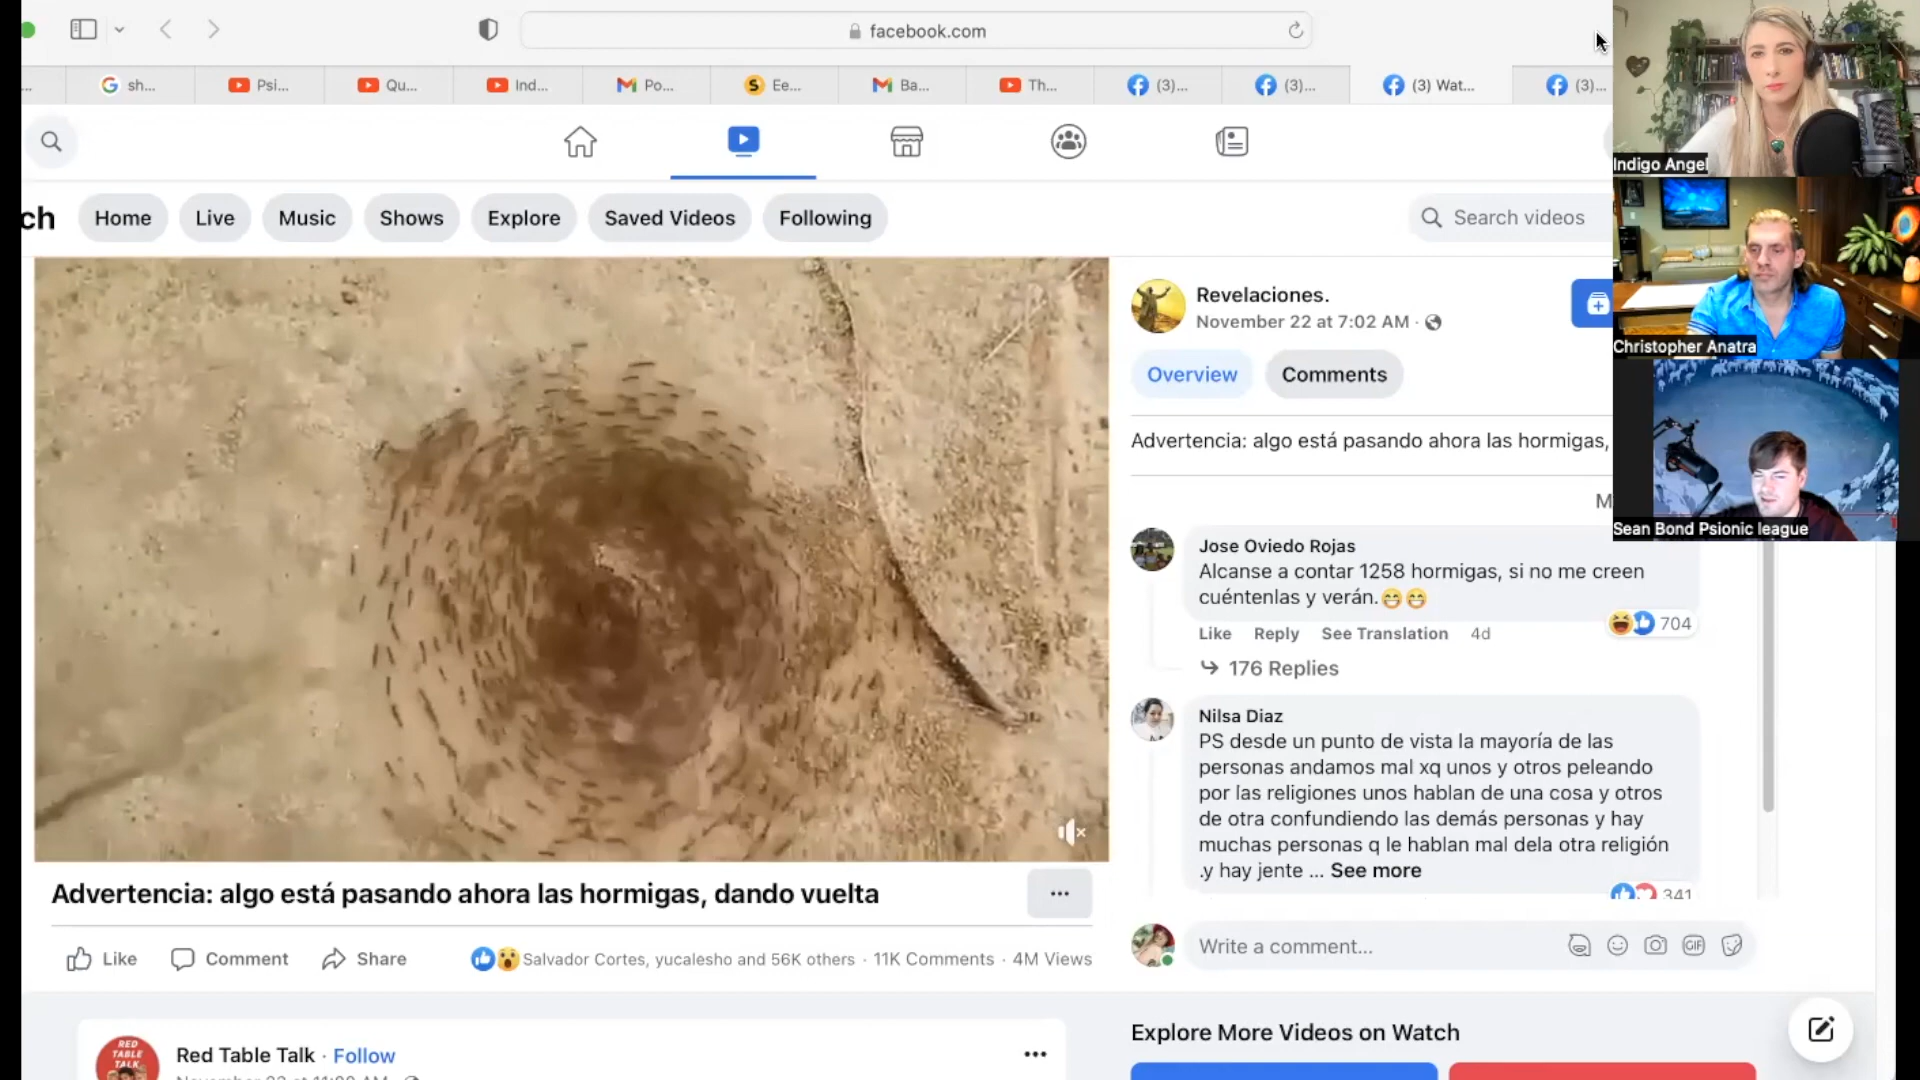 facebook.com
sh...
Psi...
Qu...
Ind...
Po...
Ee...
Ba...
Th...
(3)...
(3)...
(3) Wat...
(3)...
ch
Home
Live
Music
Shows
Explore
Saved Videos
Following
Search videos
Indigo Angel
Christopher Anatra
Sean Bond Psionic league
Revelaciones.
November 22 at 7:02 AM ·
Overview
Comments
Advertencia: algo está pasando ahora las hormigas,
Jose Oviedo Rojas
Alcanse a contar 1258 hormigas, si no me creen
cuéntenlas y verán.😁😁
704
Like Reply See Translation 4d
176 Replies
Nilsa Diaz
PS desde un punto de vista la mayoría de las
personas andamos mal xq unos y otros peleando
por las religiones unos hablan de una cosa y otros
de otra confundiendo las demás personas y hay
muchas personas q le hablan mal dela otra religión
.y hay jente ... See more
341
Write a comment...
GIF
Advertencia: algo está pasando ahora las hormigas, dando vuelta
Like
Comment
Share
Salvador Cortes, yucalesho and 56K others · 11K Comments · 4M Views
RED
TABLE
TALK
Red Table Talk · Follow
Explore More Videos on Watch